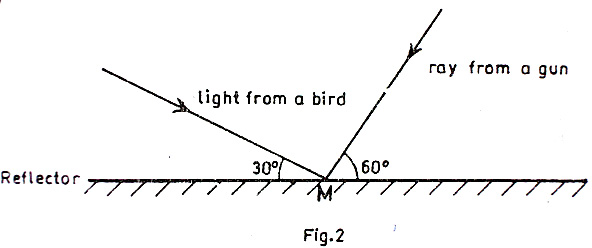 light from a bird
ray from a gun
30°
60°
Reflector
M
Fig.2